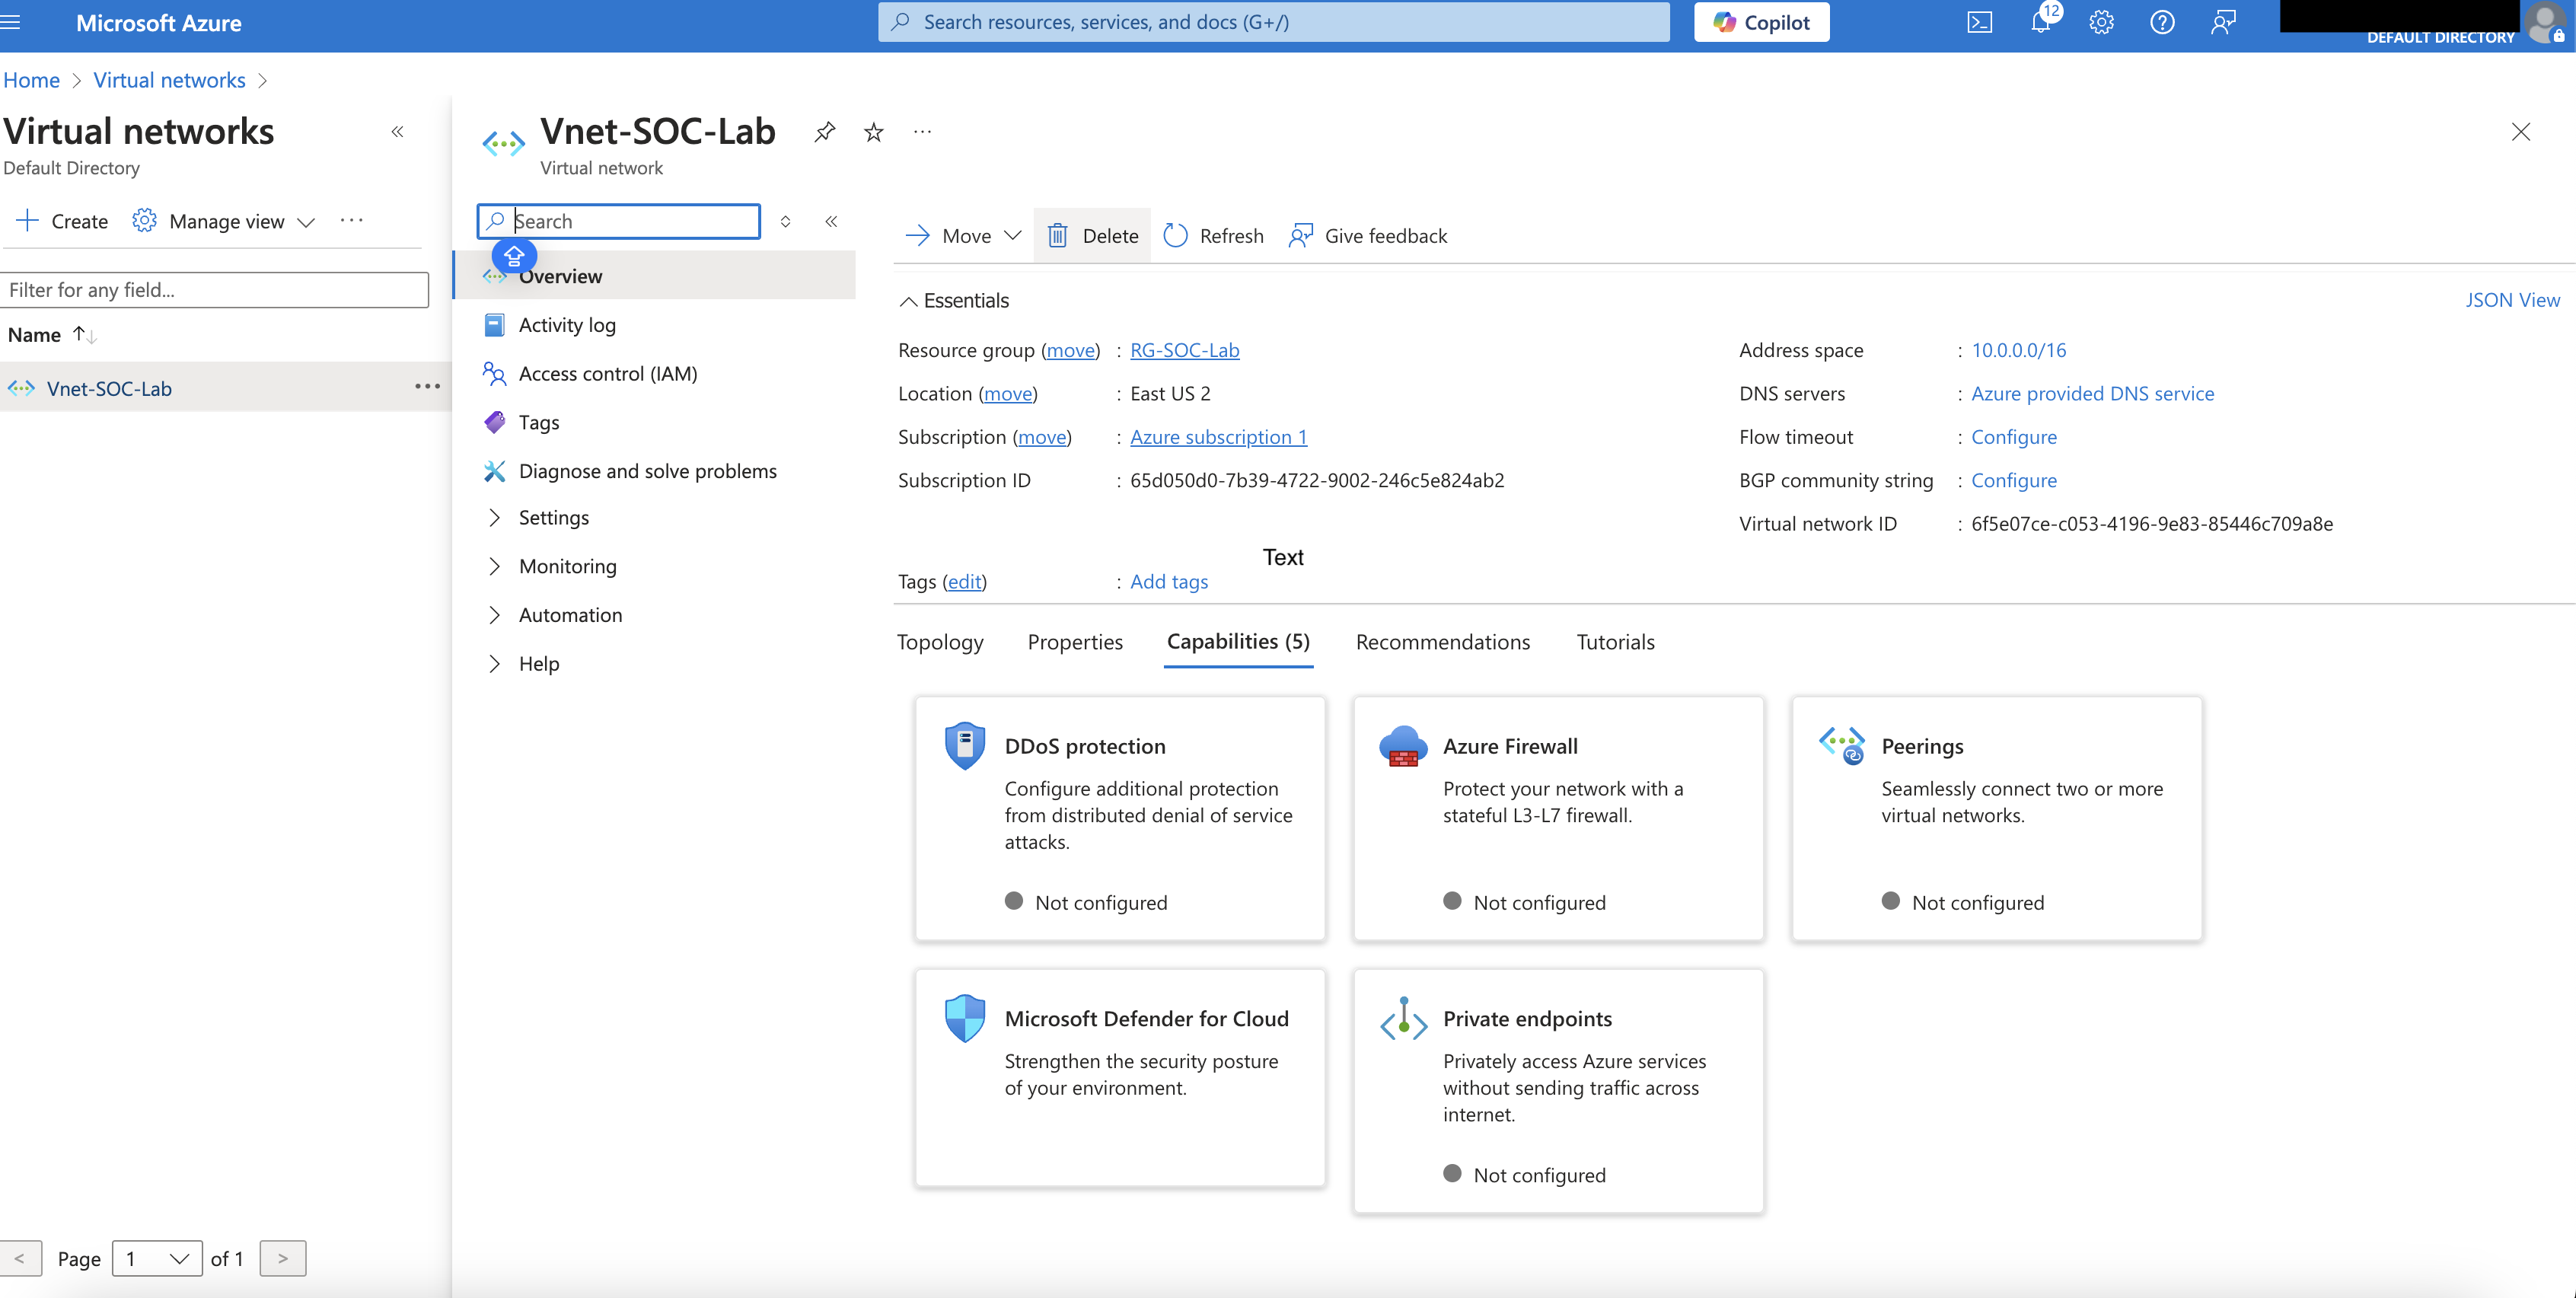 Microsoft Azure
Search resources, services, and docs (G+/)
Copilot
12
DEFAULT DIRECTORY
Home > Virtual networks >
Virtual networks
Default Directory
Create
Manage view
Filter for any field...
Name
Vnet-SOC-Lab
Page 1 of 1
Vnet-SOC-Lab
Virtual network
Search
Overview
Activity log
Access control (IAM)
Tags
Diagnose and solve problems
Settings
Monitoring
Automation
Help
Move
Delete
Refresh
Give feedback
Essentials
JSON View
Resource group (move) : RG-SOC-Lab
Location (move) : East US 2
Subscription (move) : Azure subscription 1
Subscription ID : 65d050d0-7b39-4722-9002-246c5e824ab2
Address space : 10.0.0.0/16
DNS servers : Azure provided DNS service
Flow timeout : Configure
BGP community string : Configure
Virtual network ID : 6f5e07ce-c053-4196-9e83-85446c709a8e
Text
Tags (edit) : Add tags
Topology
Properties
Capabilities (5)
Recommendations
Tutorials
DDoS protection
Configure additional protection
from distributed denial of service
attacks.
Not configured
Azure Firewall
Protect your network with a
stateful L3-L7 firewall.
Not configured
Peerings
Seamlessly connect two or more
virtual networks.
Not configured
Microsoft Defender for Cloud
Strengthen the security posture
of your environment.
Private endpoints
Privately access Azure services
without sending traffic across
internet.
Not configured